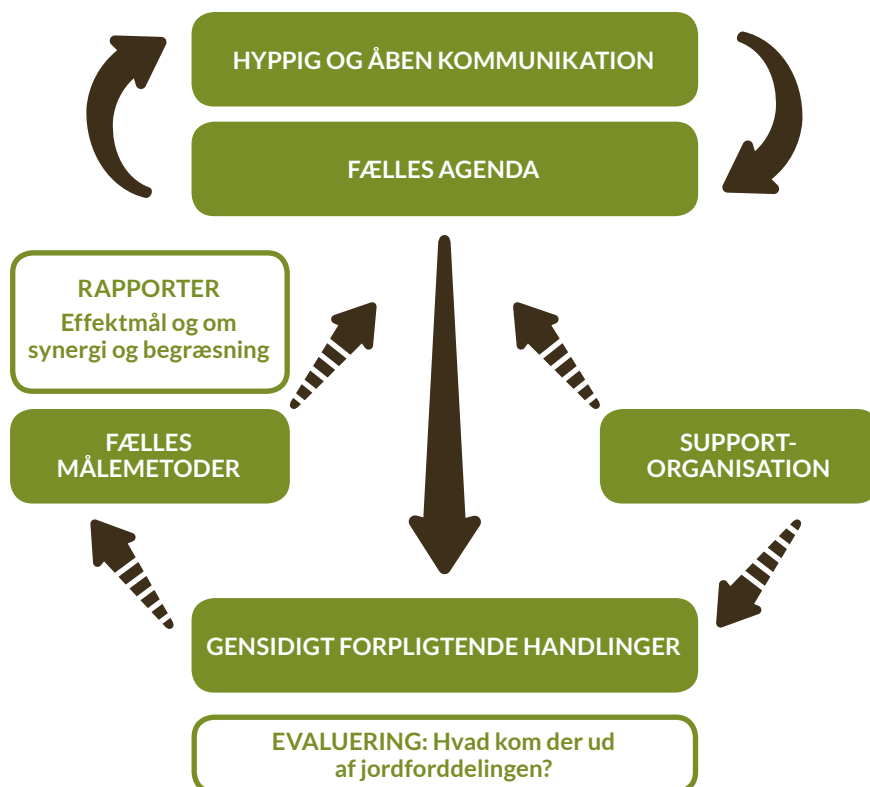 HYPPIG OG ÅBEN KOMMUNIKATION
FÆLLES AGENDA
RAPPORTER
Effektmål og om
synergi og begræsning
FÆLLES
MÅLEMETODER
SUPPORT-
ORGANISATION
GENSIDIGT FORPLIGTENDE HANDLINGER
EVALUERING: Hvad kom der ud
af jordforddelingen?